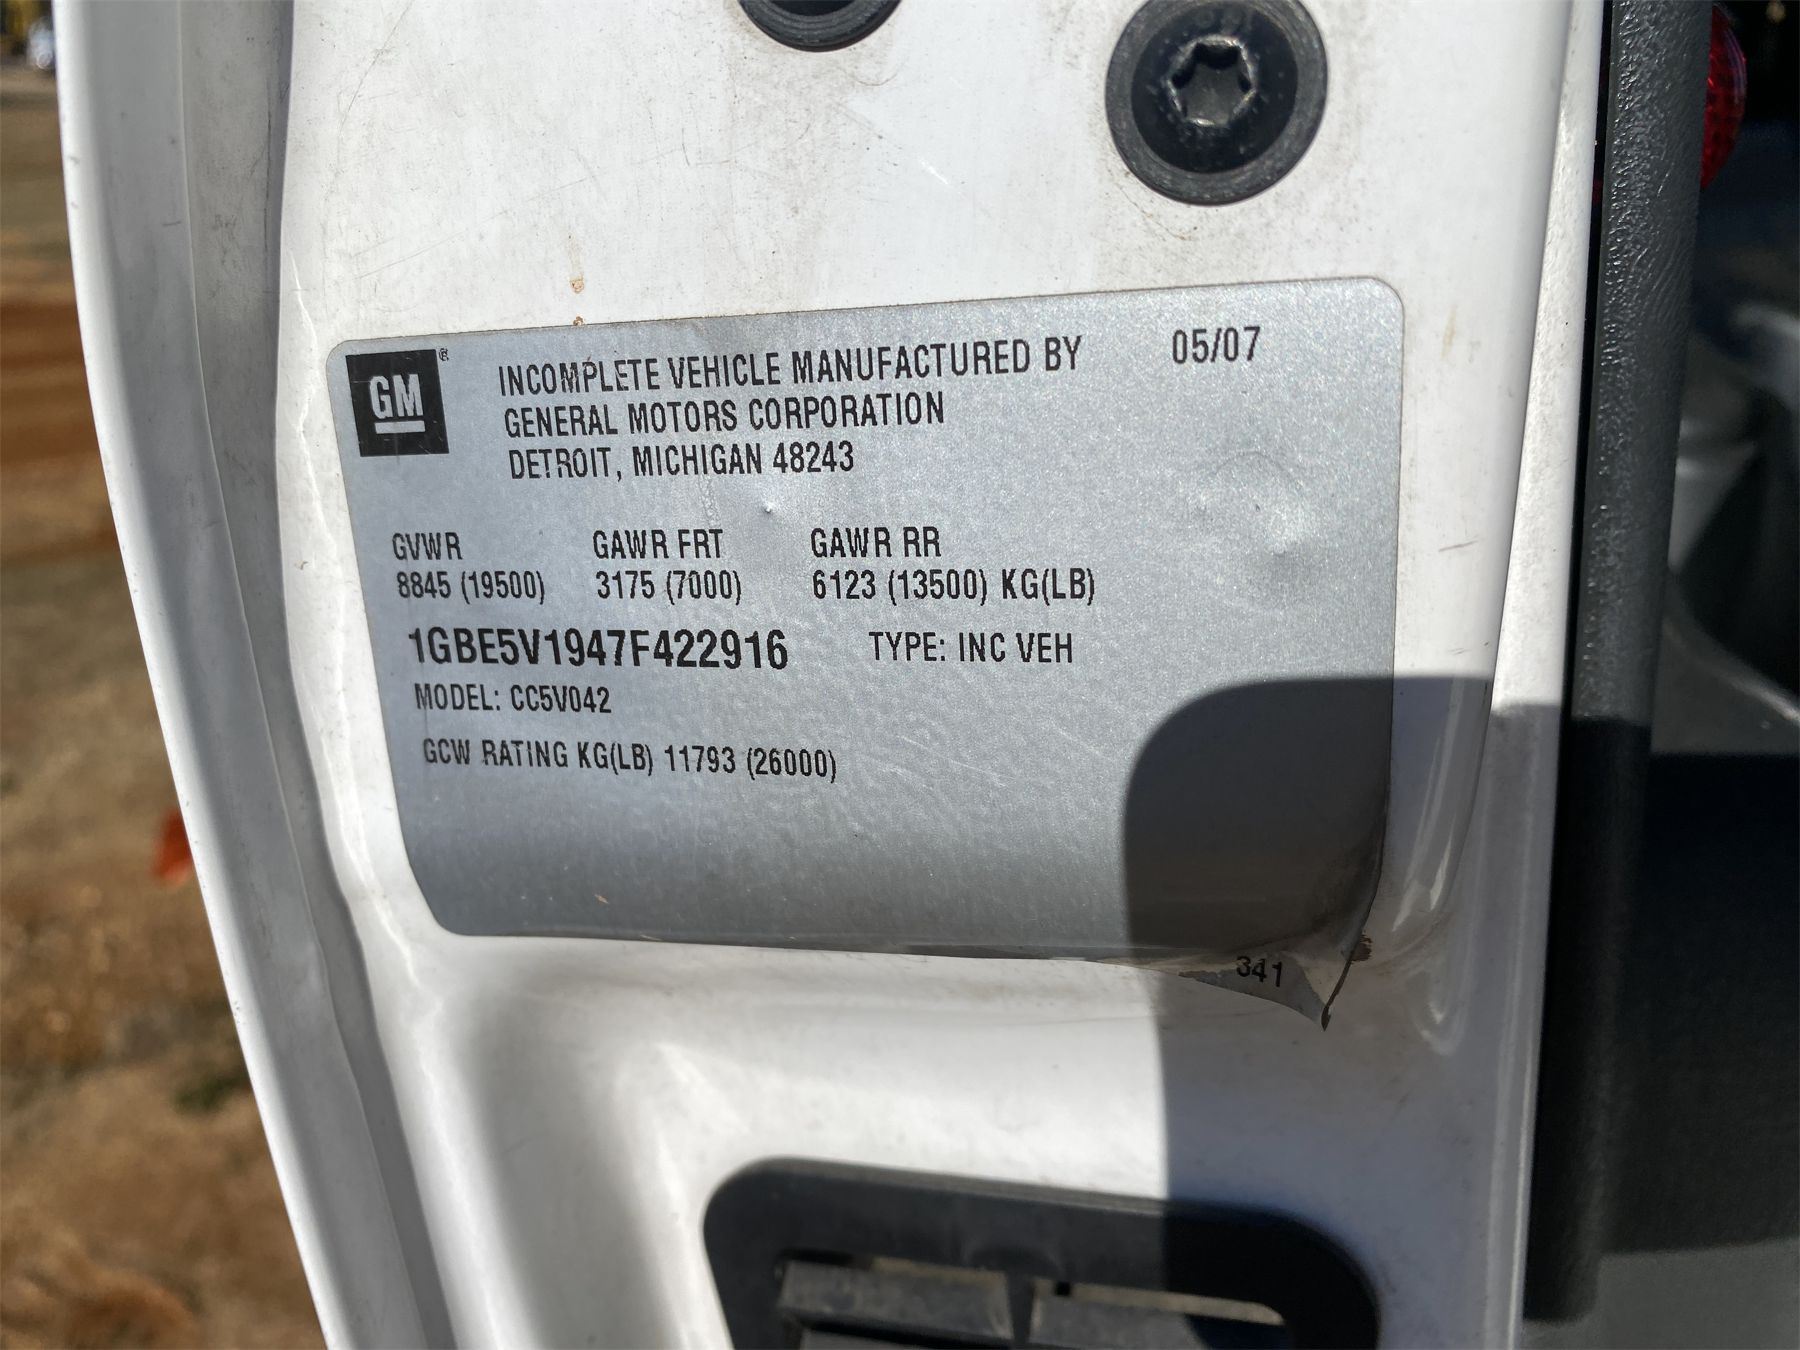 GM®
INCOMPLETE VEHICLE MANUFACTURED BY 05/07
GENERAL MOTORS CORPORATION
DETROIT, MICHIGAN 48243
GVWR GAWR FRT GAWR RR
8845 (19500) 3175 (7000) 6123 (13500) KG(LB)
1GBE5V1947F422916 TYPE: INC VEH
MODEL: CC5V042
GCW RATING KG(LB) 11793 (26000)
341